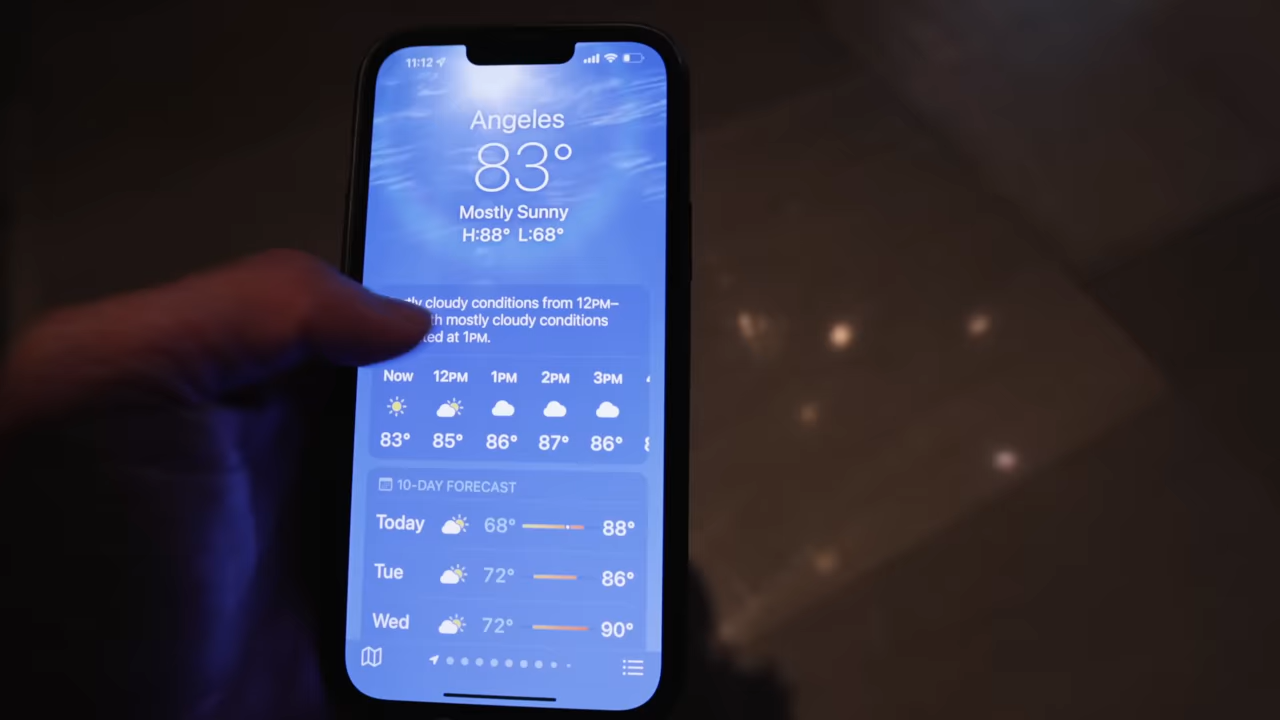 11:12
Angeles
83°
Mostly Sunny
H:88° L:68°
cloudy conditions from 12PM–
mostly cloudy conditions
at 1PM.
Now 12PM 1PM 2PM 3PM
83° 85° 86° 87° 86°
10-DAY FORECAST
Today 68° 88°
Tue 72° 86°
Wed 72° 90°